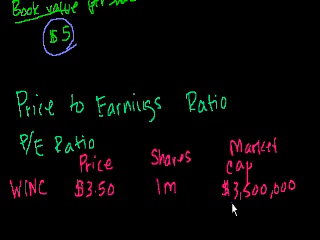 Book value per
$5
Price to Earnings Ratio
P/E Ratio
Price Shares Market cap
WINC $3.50 1m $3,500,000